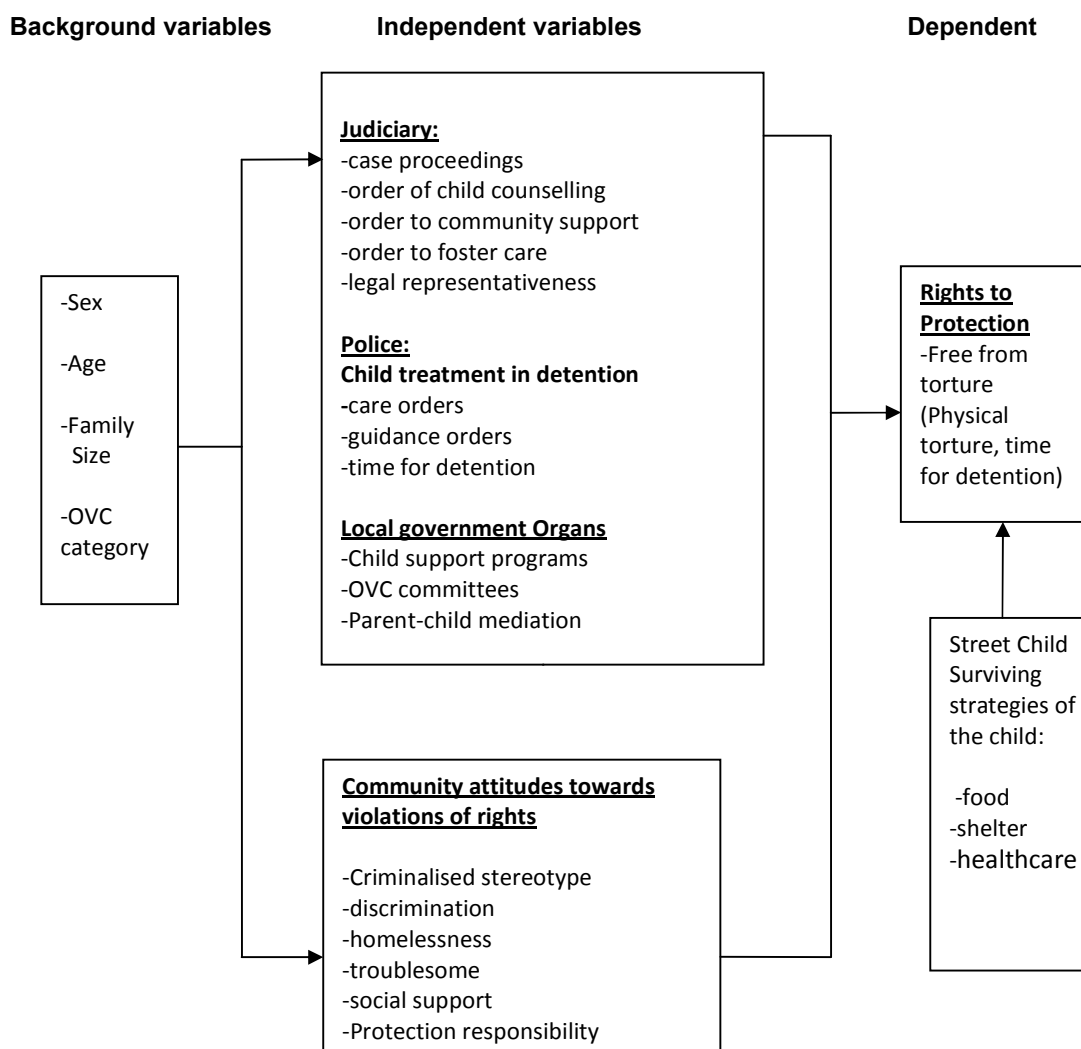 Background variables
Independent variables
Dependent
-Sex
-Age
-Family
Size
-OVC
category
Judiciary:
-case proceedings
-order of child counselling
-order to community support
-order to foster care
-legal representativeness
Police:
Child treatment in detention
-care orders
-guidance orders
-time for detention
Local government Organs
-Child support programs
-OVC committees
-Parent-child mediation
Community attitudes towards
violations of rights
-Criminalised stereotype
-discrimination
-homelessness
-troublesome
-social support
-Protection responsibility
Rights to
Protection
-Free from
torture
(Physical
torture, time
for detention)
Street Child
Surviving
strategies of
the child:
-food
-shelter
-healthcare